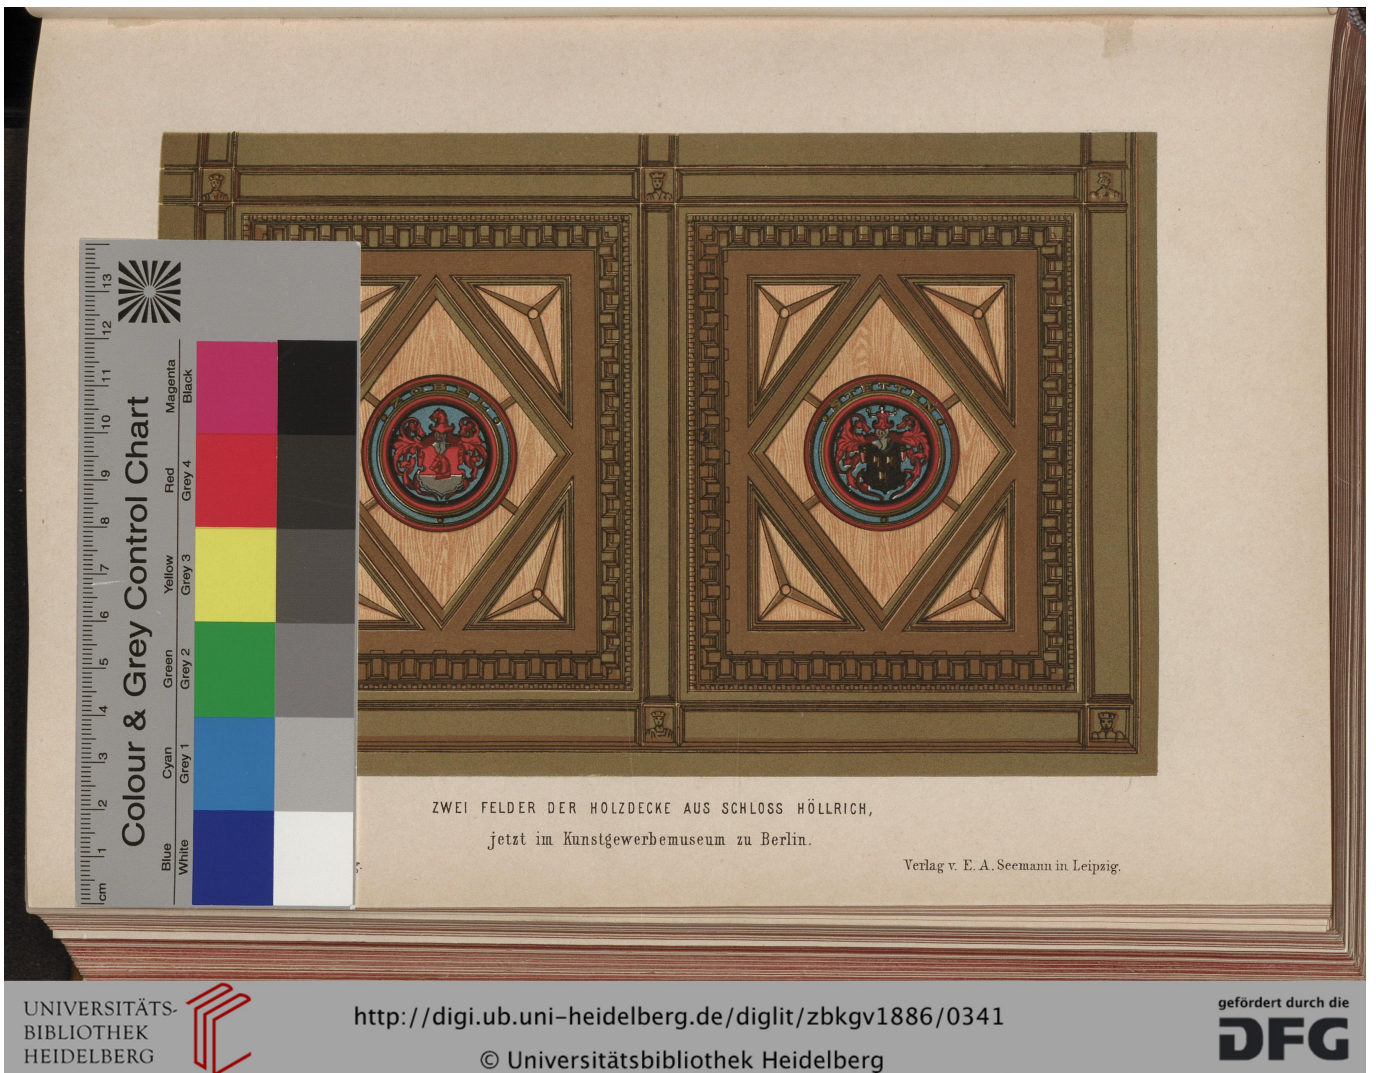 ZWEI FELDER DER HOLZDECKE AUS SCHLOSS HÖLLRICH,
jetzt im Kunstgewerbemuseum zu Berlin.
Verlag v. E. A. Seemann in Leipzig.
Colour & Grey Control Chart
Blue Cyan Green Yellow Red Magenta
White Grey 1 Grey 2 Grey 3 Grey 4 Black
cm 1 2 3 4 5 6 7 8 9 10 11 12 13
UNIVERSITÄTS-
BIBLIOTHEK
HEIDELBERG
http://digi.ub.uni-heidelberg.de/diglit/zbkgv1886/0341
© Universitätsbibliothek Heidelberg
gefördert durch die
DFG